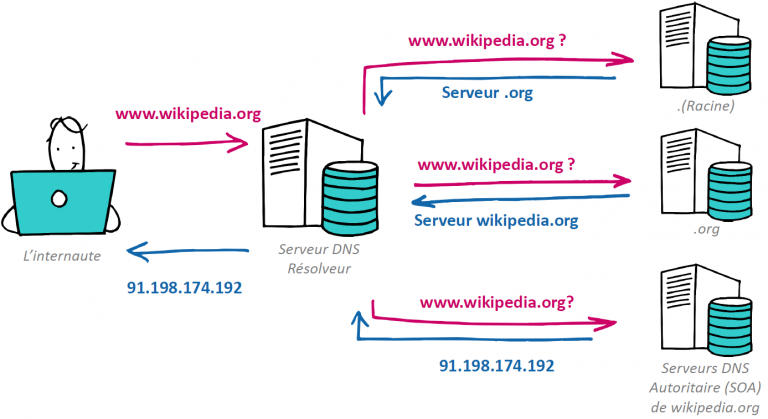 www.wikipedia.org ?
Serveur .org
.(Racine)
www.wikipedia.org
www.wikipedia.org ?
Serveur wikipedia.org
.org
L'internaute
Serveur DNS
Résolveur
91.198.174.192
www.wikipedia.org?
91.198.174.192
Serveurs DNS
Autoritaire (SOA)
de wikipedia.org